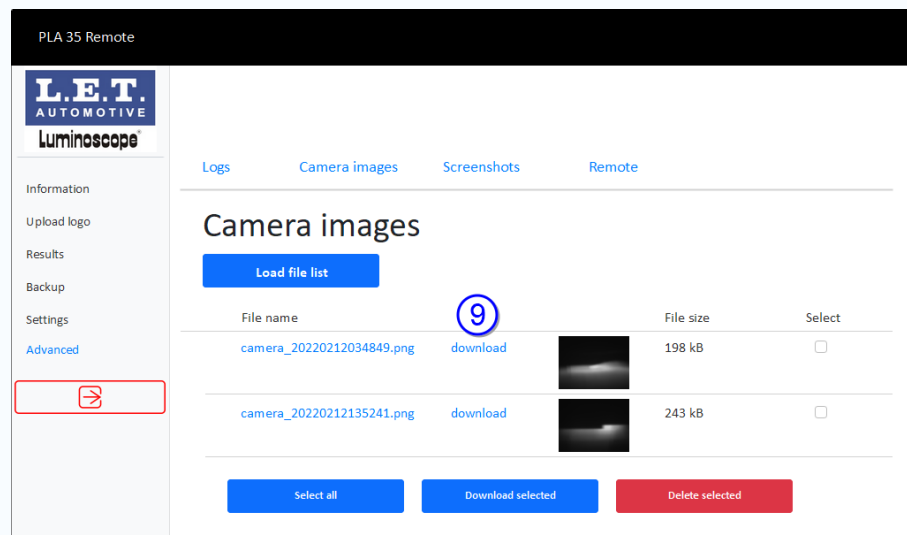 PLA 35 Remote
L.E.T.
AUTOMOTIVE
Luminoscope®
Information
Upload logo
Results
Backup
Settings
Advanced
Logs Camera images Screenshots Remote
Camera images
Load file list
9
File name File size Select
camera_20220212034849.png download 198 kB
camera_20220212135241.png download 243 kB
Select all Download selected Delete selected